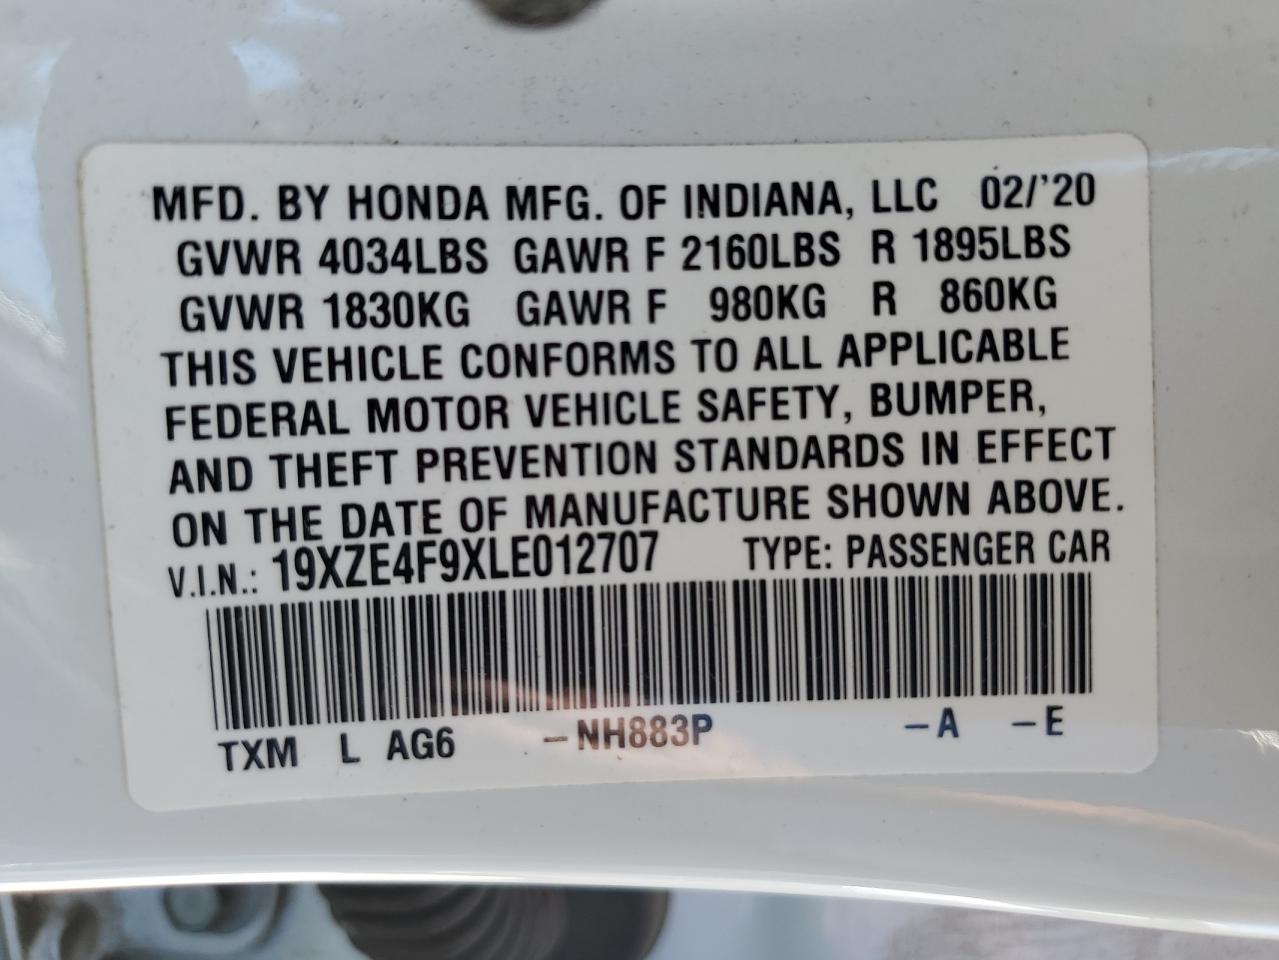 MFD. BY HONDA MFG. OF INDIANA, LLC 02/'20
GVWR 4034LBS GAWR F 2160LBS R 1895LBS
GVWR 1830KG GAWR F 980KG R 860KG
THIS VEHICLE CONFORMS TO ALL APPLICABLE
FEDERAL MOTOR VEHICLE SAFETY, BUMPER,
AND THEFT PREVENTION STANDARDS IN EFFECT
ON THE DATE OF MANUFACTURE SHOWN ABOVE.
V.I.N.: 19XZE4F9XLE012707 TYPE: PASSENGER CAR
TXM L AG6 –NH883P –A –E